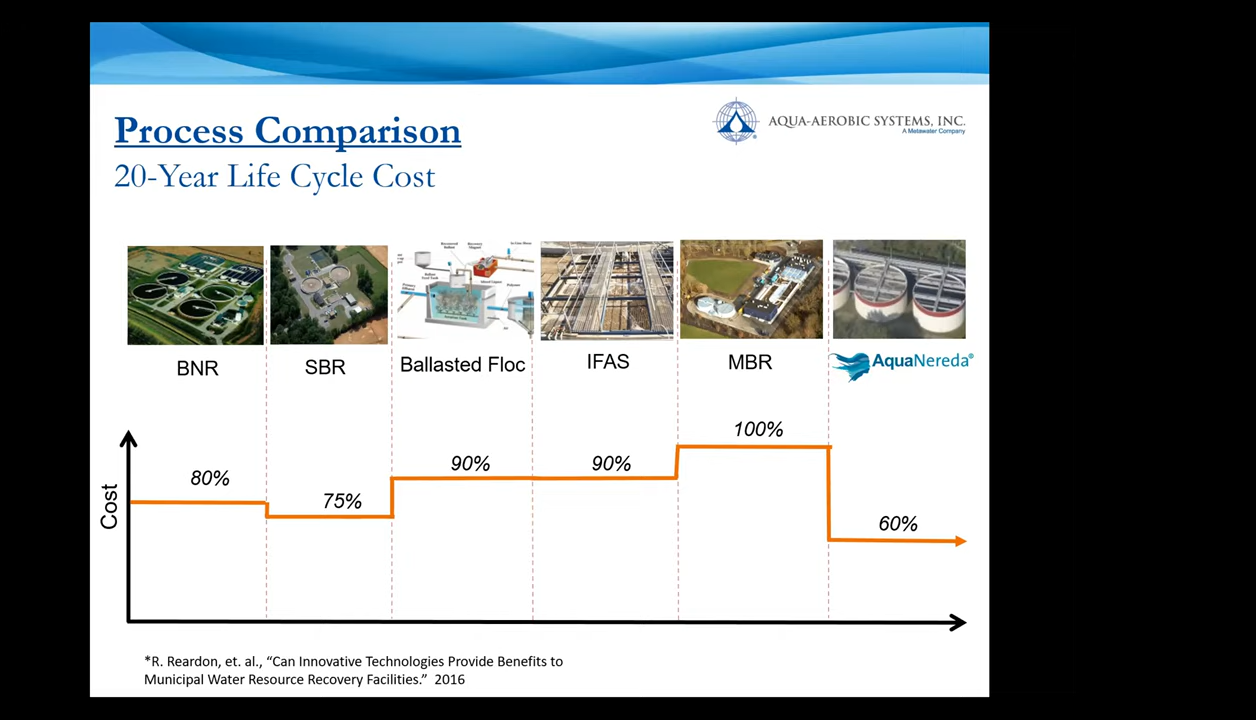 Process Comparison
20-Year Life Cycle Cost
AQUA-AEROBIC SYSTEMS, INC.
A Metawater Company
BNR
SBR
Ballasted Floc
IFAS
MBR
AquaNereda®
80%
75%
90%
90%
100%
60%
Cost
*R. Reardon, et. al., “Can Innovative Technologies Provide Benefits to
Municipal Water Resource Recovery Facilities.” 2016